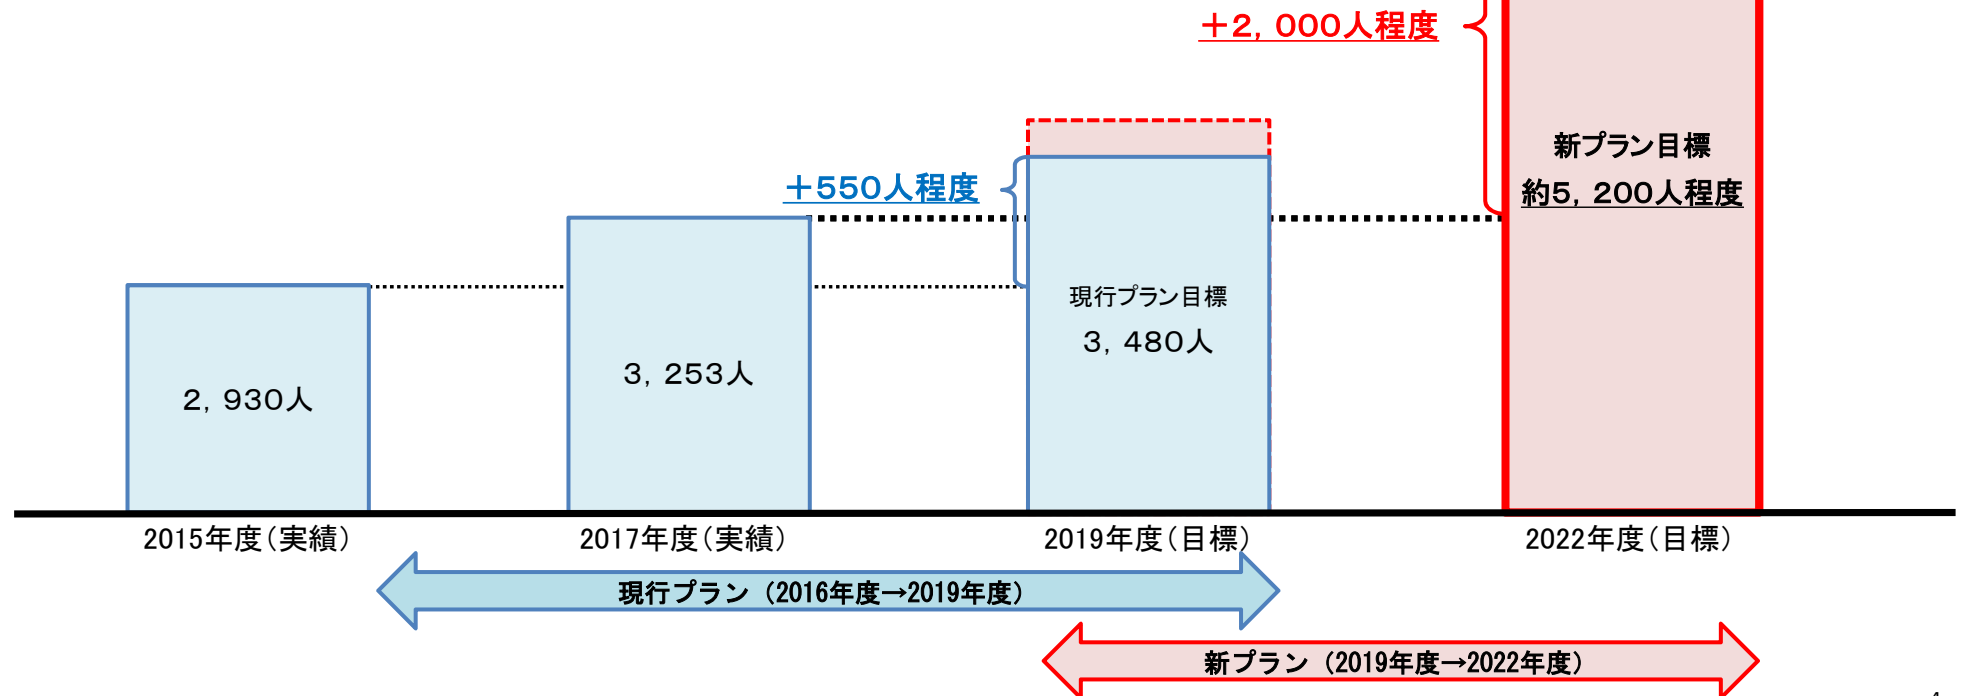 ＋2，000人程度
新プラン目標
約5，200人程度
＋550人程度
現行プラン目標
3，480人
3，253人
2，930人
2015年度（実績）
2017年度（実績）
2019年度（目標）
2022年度（目標）
現行プラン（2016年度→2019年度）
新プラン（2019年度→2022年度）